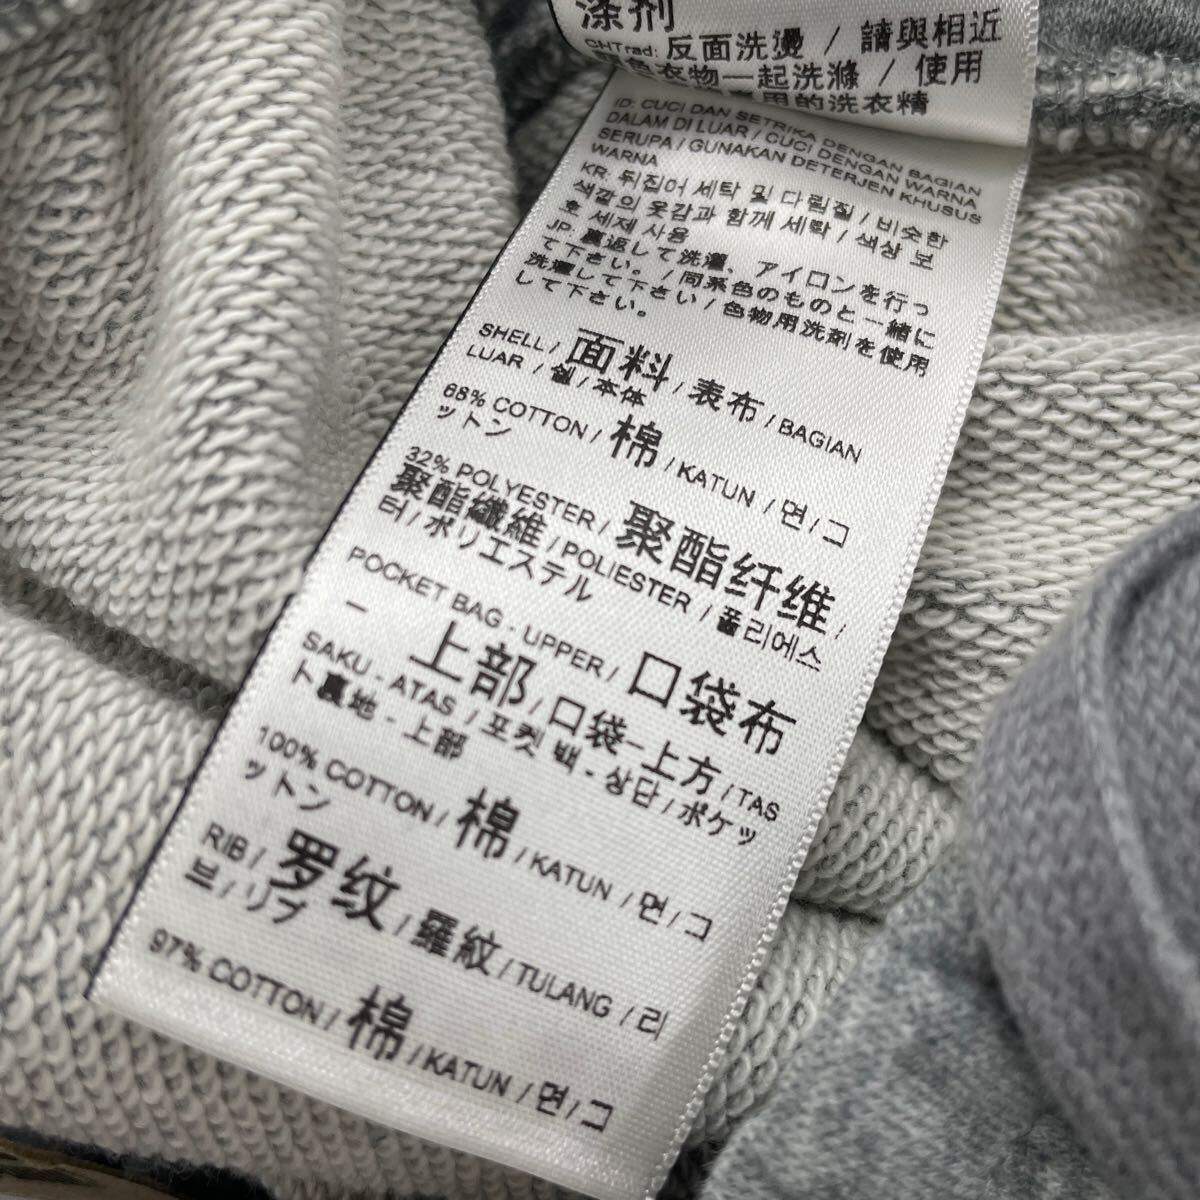 涤剂
CHTrad: 反面洗燙 / 請與相近
色衣物一起洗滌 / 使用
用的洗衣精
ID: CUCI DAN SETRIKA DENGAN BAGIAN
DALAM DI LUAR / CUCI DENGAN WARNA
SERUPA / GUNAKAN DETERJEN KHUSUS
WARNA
KR: 뒤집어 세탁 및 다림질 / 비슷한
색깔의 옷감과 함께 세탁 / 색상 보
호 세제 사용
JP: 裏返して洗濯、アイロンを行っ
て下さい。/ 同系色のものと一緒に
洗濯して下さい / 色物用洗剤を使用
して下さい。
SHELL / 面料 / 表布 / BAGIAN
LUAR / 쉘 / 本体
68% COTTON / 棉 / KATUN / 면 / コ
ットン
32% POLYESTER / 聚酯纤维 /
聚酯纖維 / POLIESTER / 폴리에스
터 / ポリエステル
POCKET BAG - UPPER / 口袋布
– 上部 / 口袋–上方 / TAS
SAKU - ATAS / 포켓 백 - 상단 / ポケッ
ト裏地 - 上部
100% COTTON / 棉 / KATUN / 면 / コ
ットン
RIB / 罗纹 / 羅紋 / TULANG / 리
브 / リブ
97% COTTON / 棉 / KATUN / 면 / コ